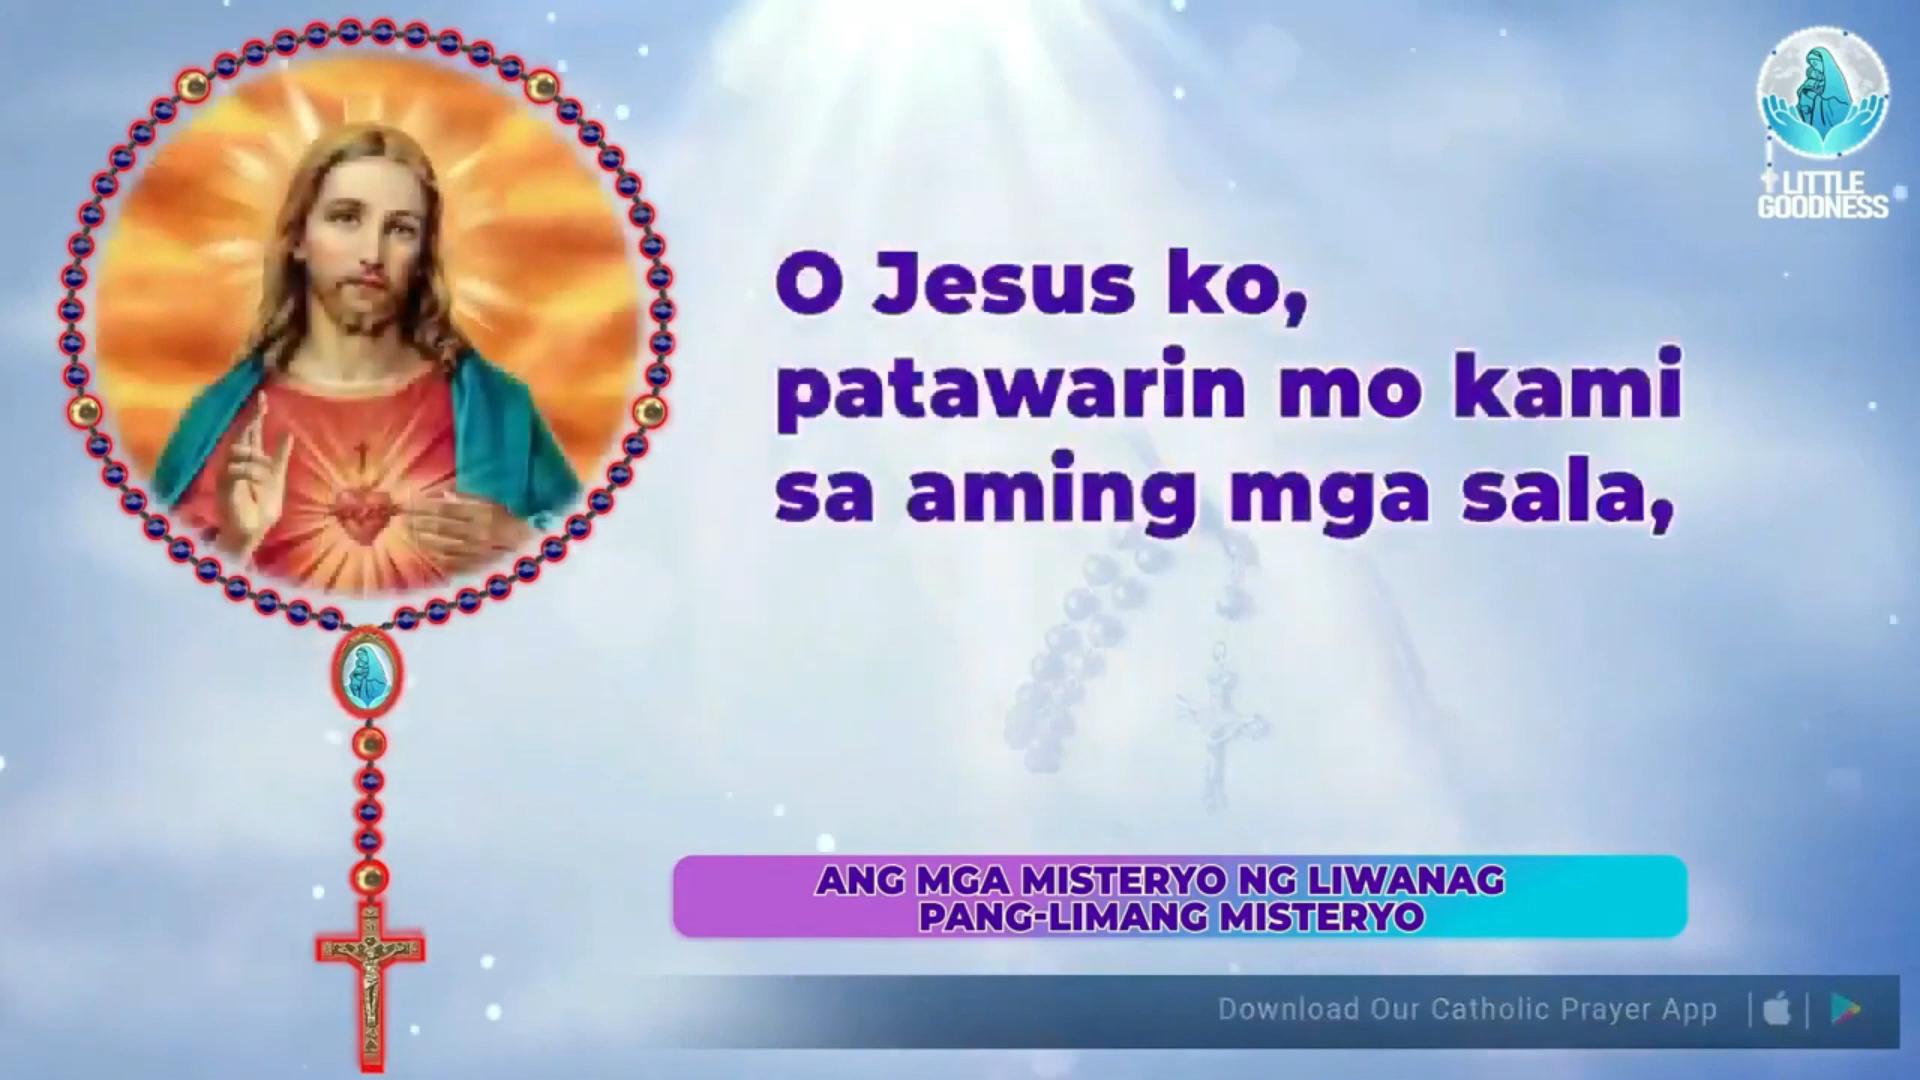 LITTLE
GOODNESS
O Jesus ko,
patawarin mo kami
sa aming mga sala,
ANG MGA MISTERYO NG LIWANAG
PANG-LIMANG MISTERYO
Download Our Catholic Prayer App